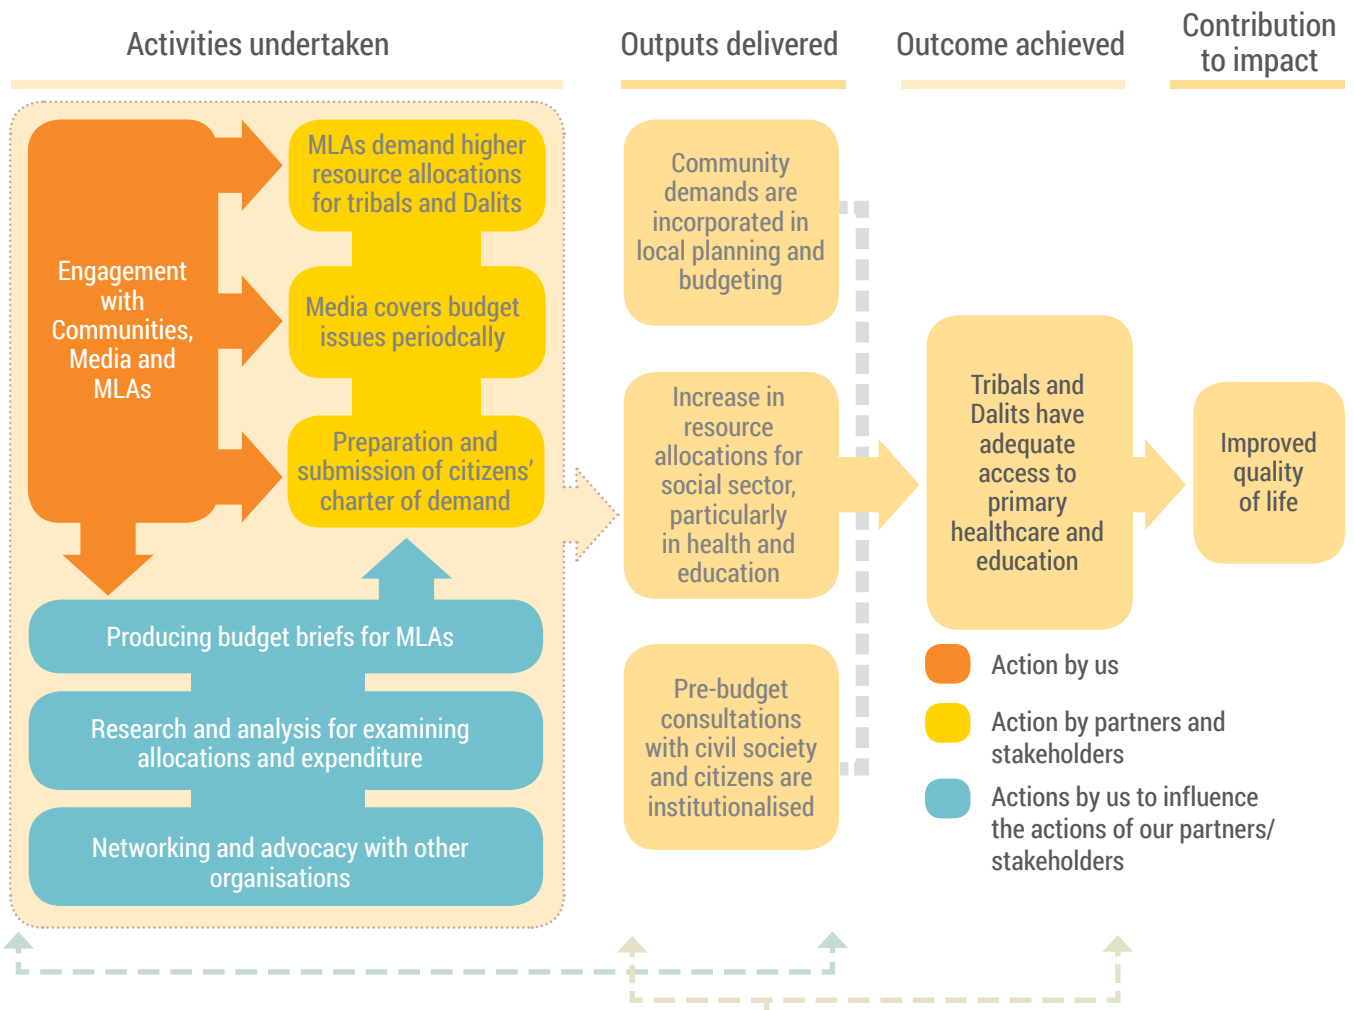 Activities undertaken
Outputs delivered
Outcome achieved
Contribution
to impact
Engagement
with
Communities,
Media and
MLAs
MLAs demand higher
resource allocations
for tribals and Dalits
Media covers budget
issues periodcally
Preparation and
submission of citizens’
charter of demand
Producing budget briefs for MLAs
Research and analysis for examining
allocations and expenditure
Networking and advocacy with other
organisations
Community
demands are
incorporated in
local planning and
budgeting
Increase in
resource
allocations for
social sector,
particularly
in health and
education
Pre-budget
consultations
with civil society
and citizens are
institutionalised
Tribals and
Dalits have
adequate
access to
primary
healthcare and
education
Improved
quality
of life
Action by us
Action by partners and
stakeholders
Actions by us to influence
the actions of our partners/
stakeholders